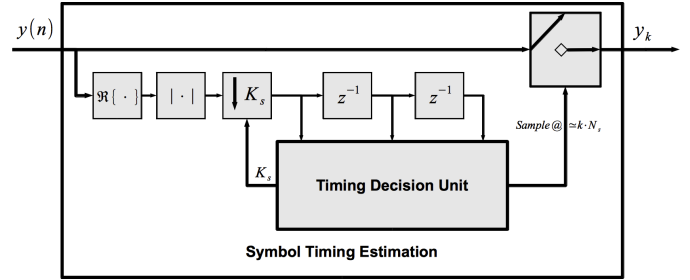 y(n)
y_k
ℜ{ · }
| · |
↓ K_s
z^{-1}
z^{-1}
Sample @ ≃k·N_s
K_s
Timing Decision Unit
Symbol Timing Estimation